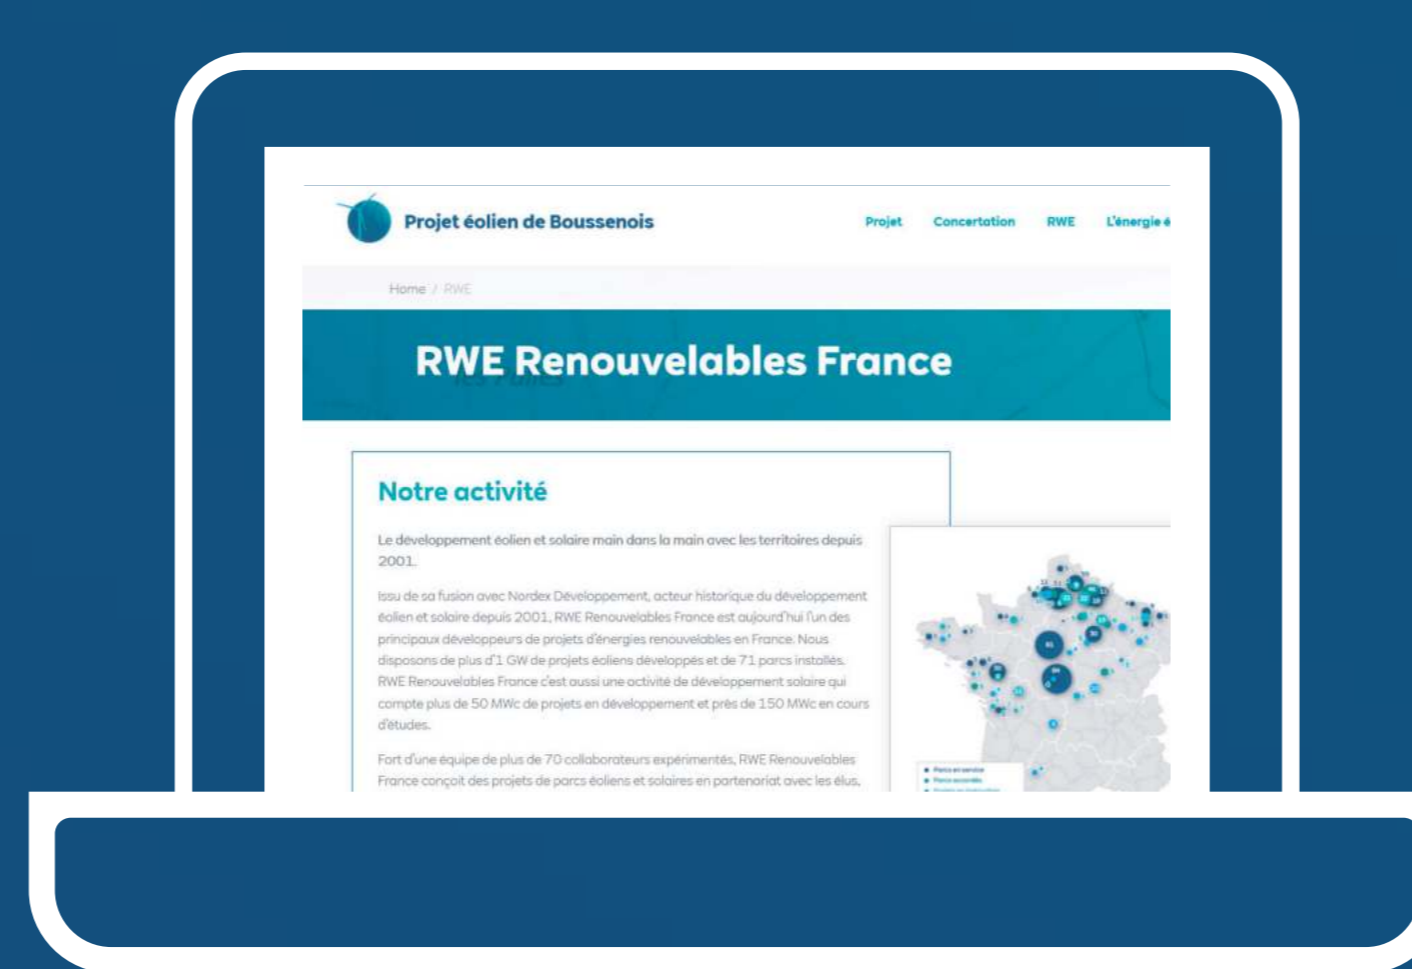 Projet éolien de Boussenois
Projet Concertation RWE L'énergie é
Home / RWE
RWE Renouvelables France
Notre activité
Le développement éolien et solaire main dans la main avec les territoires depuis
2001.
Issu de sa fusion avec Nordex Développement, acteur historique du développement
éolien et solaire depuis 2001, RWE Renouvelables France est aujourd'hui l'un des
principaux développeurs de projets d'énergies renouvelables en France. Nous
disposons de plus d'1 GW de projets éoliens développés et de 71 parcs installés.
RWE Renouvelables France c'est aussi une activité de développement solaire qui
compte plus de 50 MWc de projets en développement et près de 150 MWc en cours
d'études.
Fort d'une équipe de plus de 70 collaborateurs expérimentés, RWE Renouvelables
France conçoit des projets de parcs éoliens et solaires en partenariat avec les élus,
Parcs en service
Parcs accordés